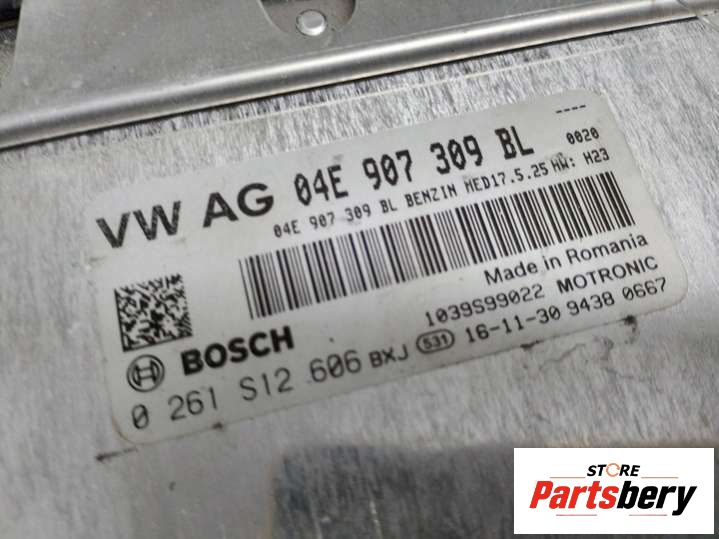 ----
VW AG 04E 907 309 BL 0020
04E 907 309 BL BENZIN MED17.5.25 HW: H23
Made in Romania
1039S99022 MOTRONIC
BOSCH
0 261 S12 606 BXJ 531 16-11-30 9438 0667
STORE
Partsbery